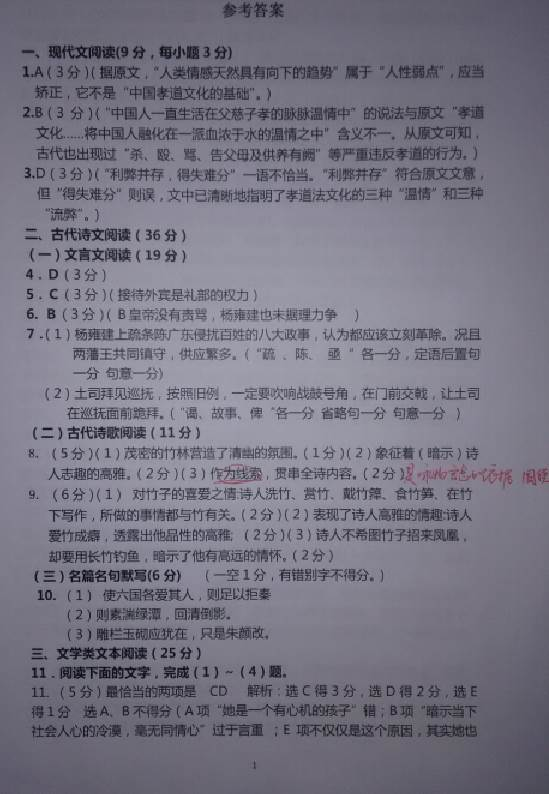 参考答案
一、现代文阅读(9分，每小题3分)
1.A（3分）( 据原文，“人类情感天然具有向下的趋势”属于“人性弱点”，应当
矫正，它不是“中国孝道文化的基础”。)
2.B（3分）(“中国人一直生活在父慈子孝的脉脉温情中”的说法与原文“孝道
文化……将中国人融化在一派血浓于水的温情之中”含义不一。从原文可知，
古代也出现过“杀、殴、骂、告父母及供养有阙”等严重违反孝道的行为。)
3.D（3分）(“利弊并存，得失难分”一语不恰当。“利弊并存”符合原文文意，
但“得失难分”则误，文中已清晰地指明了孝道法文化的三种“温情”和三种
“流弊”。)
二、古代诗文阅读（36分）
(一）文言文阅读（19分）
4．D（3分）
5．C（3分）( 接待外宾是礼部的权力）
6．B（3分）( B皇帝没有责骂，杨雍建也未据理力争 ）
7．(1）杨雍建上疏条陈广东侵扰百姓的八大政事，认为都应该立刻革除。况且
两藩王共同镇守，供应繁多。(“疏 、陈、 亟 ”各一分，定语后置句
一分 句意一分)
(2）土司拜见巡抚，按照旧例，一定要吹响战鼓号角，在门前交戟，让土司
在巡抚面前跪拜。(“谒、故事、俾 ”各一分 省略句一分 句意一分 ）
(二）古代诗歌阅读（11分）
8.（5分）(1）茂密的竹林营造了清幽的氛围。(1分）(2）象征着（暗示）诗
人志趣的高雅。(2分）(3）作为线索，贯串全诗内容。(2分）
9.（6分）(1） 对竹子的喜爱之情:诗人洗竹、赏竹、戴竹箨、食竹笋、在竹
下写作，所做的事情都与竹有关。(2分）(2）表现了诗人高雅的情趣:诗人
爱竹成癖，透露出他品性的高雅; （2分）(3）诗人不希图竹子招来凤凰，
却要用长竹钓鱼，暗示了他有高远的情怀。(2分）
(三）名篇名句默写(6分) （一空1分，有错别字不得分。)
10.（1） 使六国各爱其人，则足以拒秦
（2）则素湍绿潭，回清倒影。
（3）雕栏玉砌应犹在，只是朱颜改。
三、文学类文本阅读（25分）
11．阅读下面的文字，完成（1）~（4）题。
11.（5分）最恰当的两项是 CD 解析：选C得3分，选D得2分，选E
得1分 选A、B不得分（A项“她是一个有心机的孩子”错；B项“暗示当下
社会人心的冷漠，毫无同情心”过于言重 ；E 项不仅仅是这个原因，其实她也
1